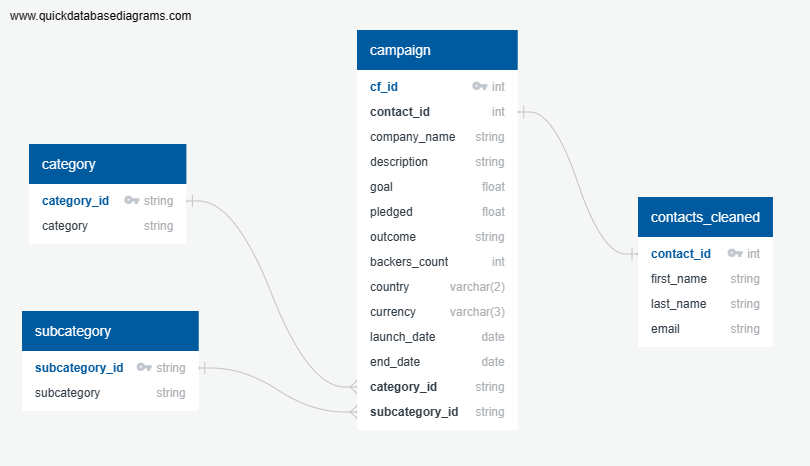 www.quickdatabasediagrams.com
campaign
cf_id int
contact_id int
company_name string
description string
goal float
pledged float
outcome string
backers_count int
country varchar(2)
currency varchar(3)
launch_date date
end_date date
category_id string
subcategory_id string
category
category_id string
category string
subcategory
subcategory_id string
subcategory string
contacts_cleaned
contact_id int
first_name string
last_name string
email string